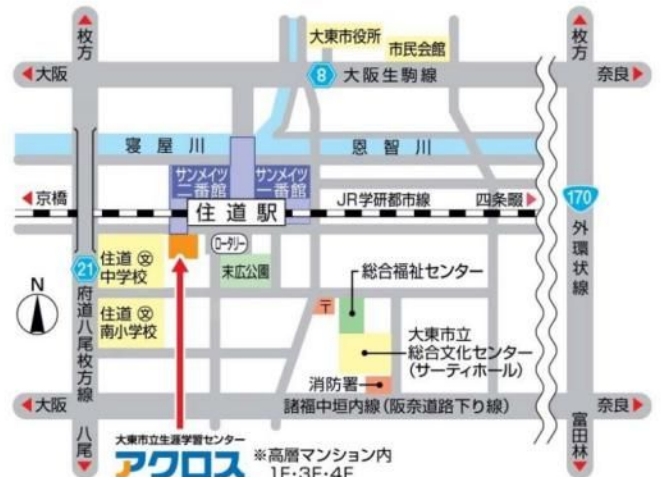 枚方
大東市役所
市民会館
枚方
大阪
8
大阪生駒線
奈良
寝屋川
恩智川
サンメイツ
二番館
サンメイツ
一番館
京橋
JR学研都市線
四条畷
住道駅
170
外環状線
ロータリー
住道文
中学校
末広公園
21
府道八尾枚方線
総合福祉センター
N
住道文
南小学校
〒
大東市立
総合文化センター
(サーティホール)
消防署
大阪
諸福中垣内線(阪奈道路下り線)
奈良
八尾
富田林
大東市立生涯学習センター
アクロス
※高層マンション内
1F・3F・4F